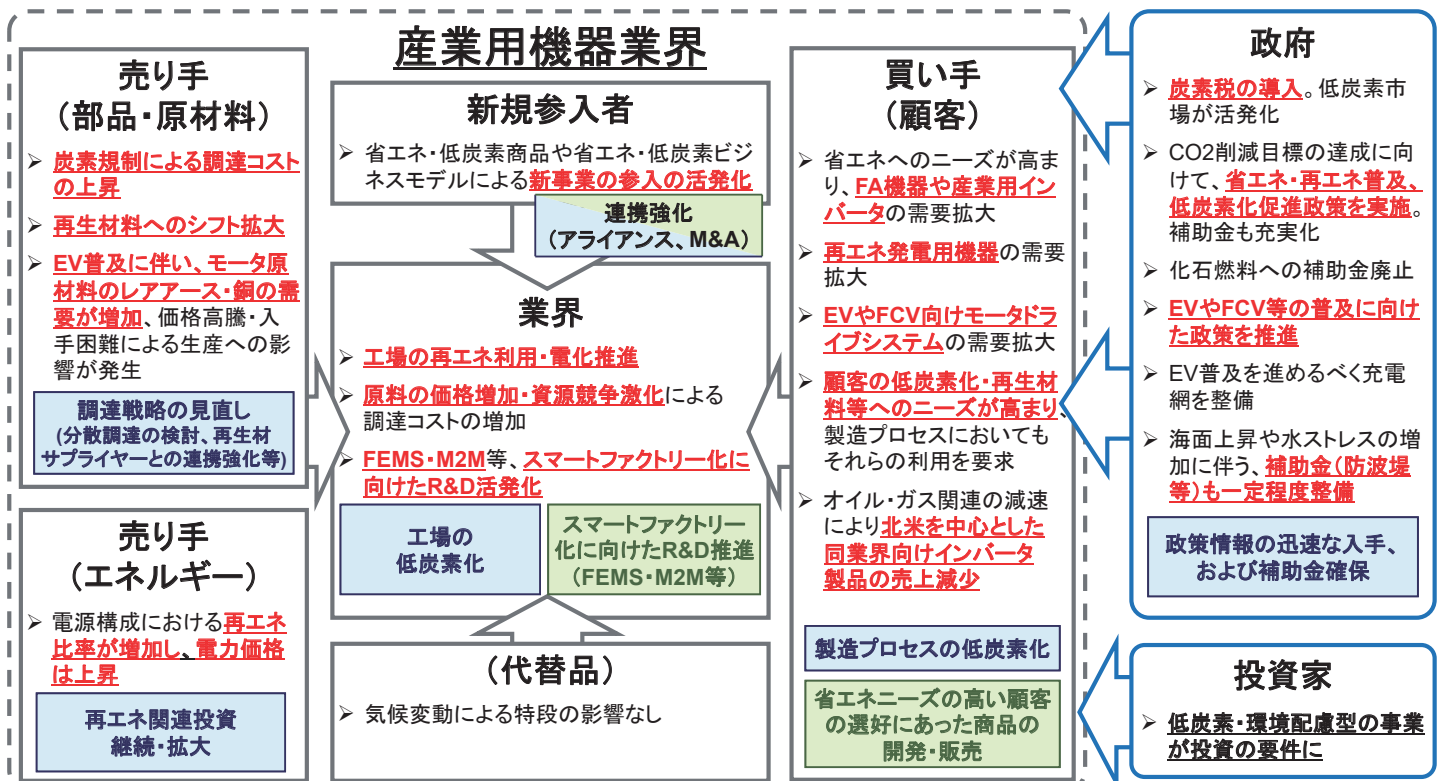 産業用機器業界
売り手
(部品・原材料)
➢ 炭素規制による調達コスト
の上昇
➢ 再生材料へのシフト拡大
➢ EV普及に伴い、モータ原
材料のレアアース・銅の需
要が増加、価格高騰・入
手困難による生産への影
響が発生
調達戦略の見直し
(分散調達の検討、再生材
サプライヤーとの連携強化等)
売り手
(エネルギー)
➢ 電源構成における再エネ
比率が増加し、電力価格
は上昇
再エネ関連投資
継続・拡大
新規参入者
➢ 省エネ・低炭素商品や省エネ・低炭素ビジ
ネスモデルによる新事業の参入の活発化
連携強化
(アライアンス、M&A)
業界
➢ 工場の再エネ利用・電化推進
➢ 原料の価格増加・資源競争激化による
調達コストの増加
➢ FEMS・M2M等、スマートファクトリー化に
向けたR&D活発化
工場の
低炭素化
スマートファクトリー
化に向けたR&D推進
(FEMS・M2M等)
(代替品)
➢ 気候変動による特段の影響なし
買い手
(顧客)
➢ 省エネへのニーズが高ま
り、FA機器や産業用イン
バータの需要拡大
➢ 再エネ発電用機器の需要
拡大
➢ EVやFCV向けモータドラ
イブシステムの需要拡大
➢ 顧客の低炭素化・再生材
料等へのニーズが高まり、
製造プロセスにおいても
それらの利用を要求
➢ オイル・ガス関連の減速
により北米を中心とした
同業界向けインバータ
製品の売上減少
製造プロセスの低炭素化
省エネニーズの高い顧客
の選好にあった商品の
開発・販売
政府
➢ 炭素税の導入。低炭素市
場が活発化
➢ CO2削減目標の達成に向
けて、省エネ・再エネ普及、
低炭素化促進政策を実施。
補助金も充実化
➢ 化石燃料への補助金廃止
➢ EVやFCV等の普及に向け
た政策を推進
➢ EV普及を進めるべく充電
網を整備
➢ 海面上昇や水ストレスの増
加に伴う、補助金(防波堤
等)も一定程度整備
政策情報の迅速な入手、
および補助金確保
投資家
➢ 低炭素・環境配慮型の事業
が投資の要件に